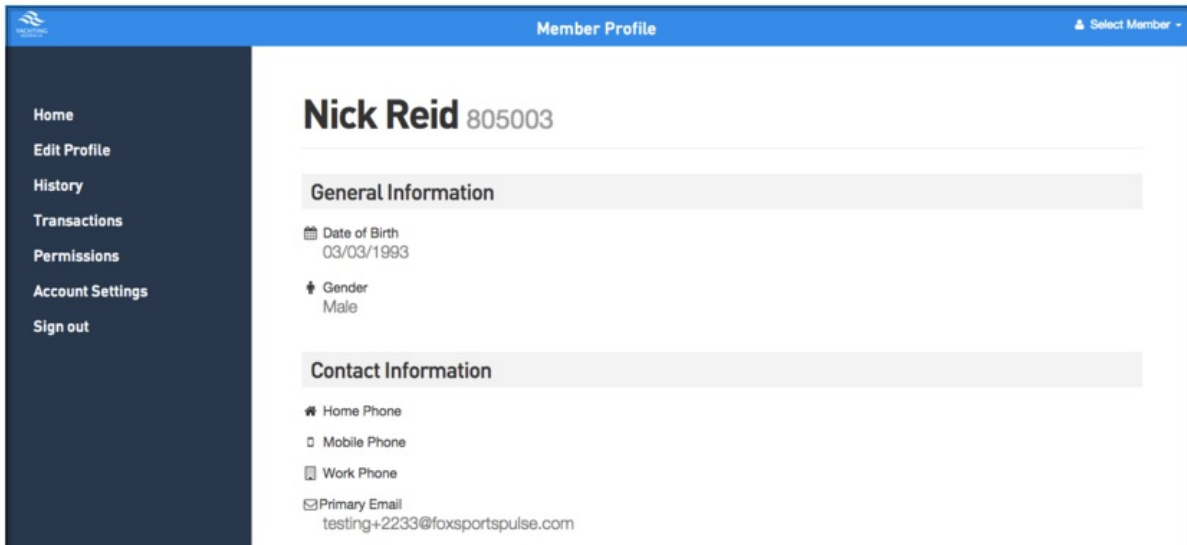 YACHTING
AUSTRALIA
Member Profile
Select Member
Home
Edit Profile
History
Transactions
Permissions
Account Settings
Sign out
Nick Reid 805003
General Information
Date of Birth
03/03/1993
Gender
Male
Contact Information
Home Phone
Mobile Phone
Work Phone
Primary Email
testing+2233@foxsportspulse.com